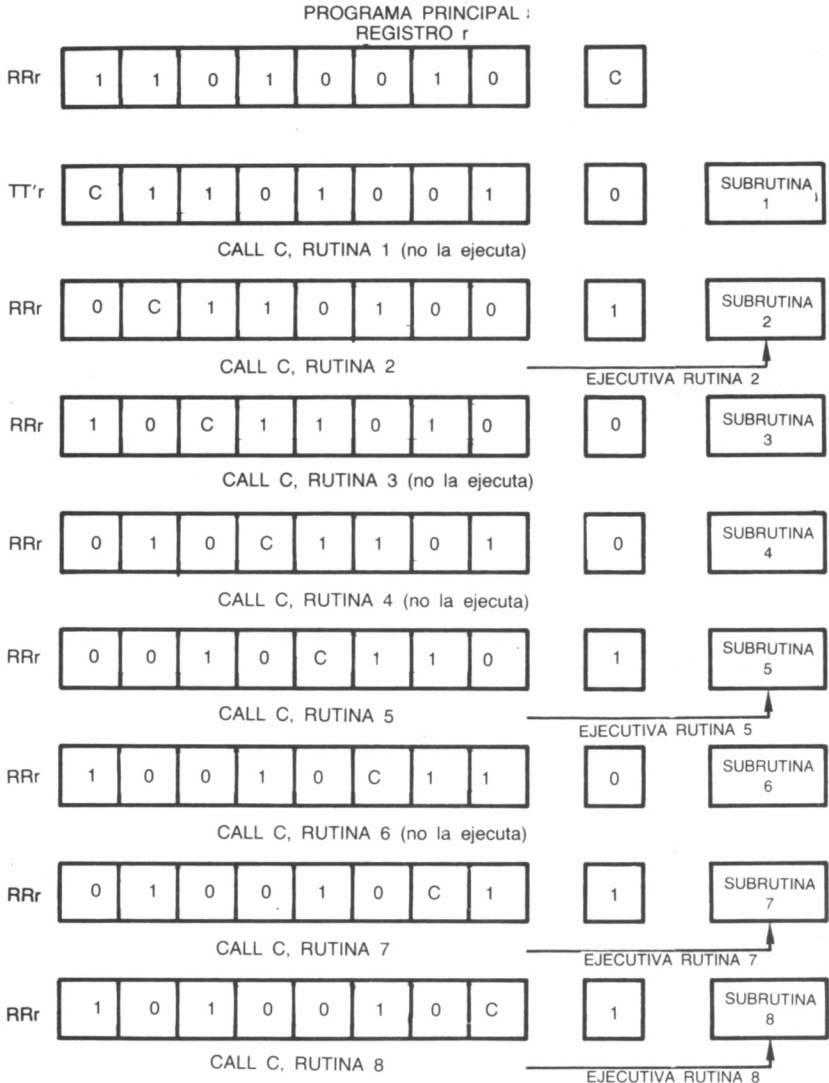 PROGRAMA PRINCIPAL
REGISTRO r
RRr 1 1 0 1 0 0 1 0 C
TT'r C 1 1 0 1 0 0 1 0 SUBRUTINA 1
CALL C, RUTINA 1 (no la ejecuta)
RRr 0 C 1 1 0 1 0 0 1 SUBRUTINA 2
CALL C, RUTINA 2
EJECUTIVA RUTINA 2
RRr 1 0 C 1 1 0 1 0 0 SUBRUTINA 3
CALL C, RUTINA 3 (no la ejecuta)
RRr 0 1 0 C 1 1 0 1 0 SUBRUTINA 4
CALL C, RUTINA 4 (no la ejecuta)
RRr 0 0 1 0 C 1 1 0 1 SUBRUTINA 5
CALL C, RUTINA 5
EJECUTIVA RUTINA 5
RRr 1 0 0 1 0 C 1 1 0 SUBRUTINA 6
CALL C, RUTINA 6 (no la ejecuta)
RRr 0 1 0 0 1 0 C 1 1 SUBRUTINA 7
CALL C, RUTINA 7
EJECUTIVA RUTINA 7
RRr 1 0 1 0 0 1 0 C 1 SUBRUTINA 8
CALL C, RUTINA 8
EJECUTIVA RUTINA 8